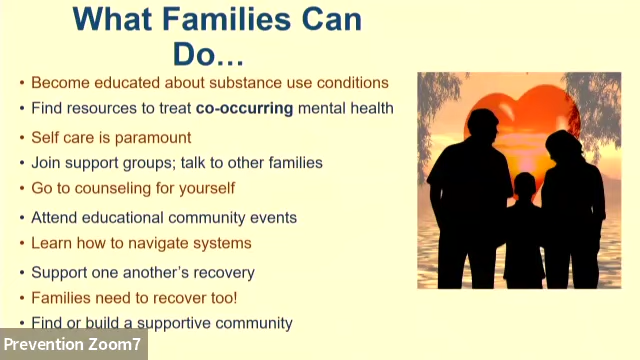 What Families Can
Do…
• Become educated about substance use conditions
• Find resources to treat co-occurring mental health
• Self care is paramount
• Join support groups; talk to other families
• Go to counseling for yourself
• Attend educational community events
• Learn how to navigate systems
• Support one another’s recovery
• Families need to recover too!
• Find or build a supportive community
Prevention Zoom7